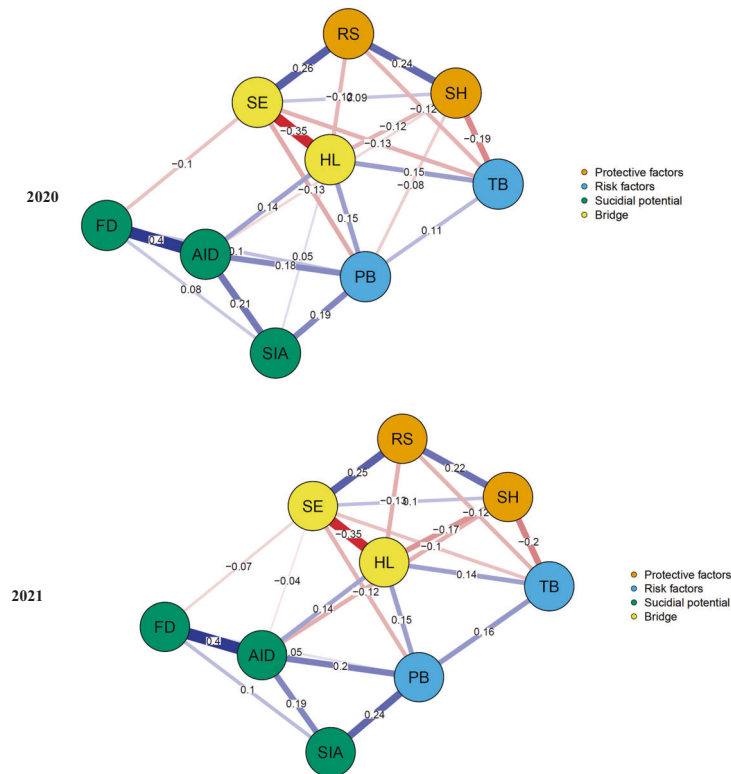 RS
0.26
0.24
SE
SH
0.09
−0.12
−0.35
−0.12
−0.13
−0.19
HL
0.15
TB
−0.08
−0.1
−0.13
Protective factors
Risk factors
Sucidial potential
Bridge
2020
0.14
0.15
FD
0.4
AID
0.1
0.05
0.18
PB
0.11
0.08
0.21
0.19
SIA
RS
0.25
0.22
SE
SH
−0.13
0.1
−0.12
−0.35
−0.17
−0.1
−0.2
HL
0.14
TB
−0.07
−0.04
−0.12
Protective factors
Risk factors
Sucidial potential
Bridge
2021
0.14
0.15
0.16
FD
0.4
AID
.05
0.2
PB
0.1
0.19
0.24
SIA